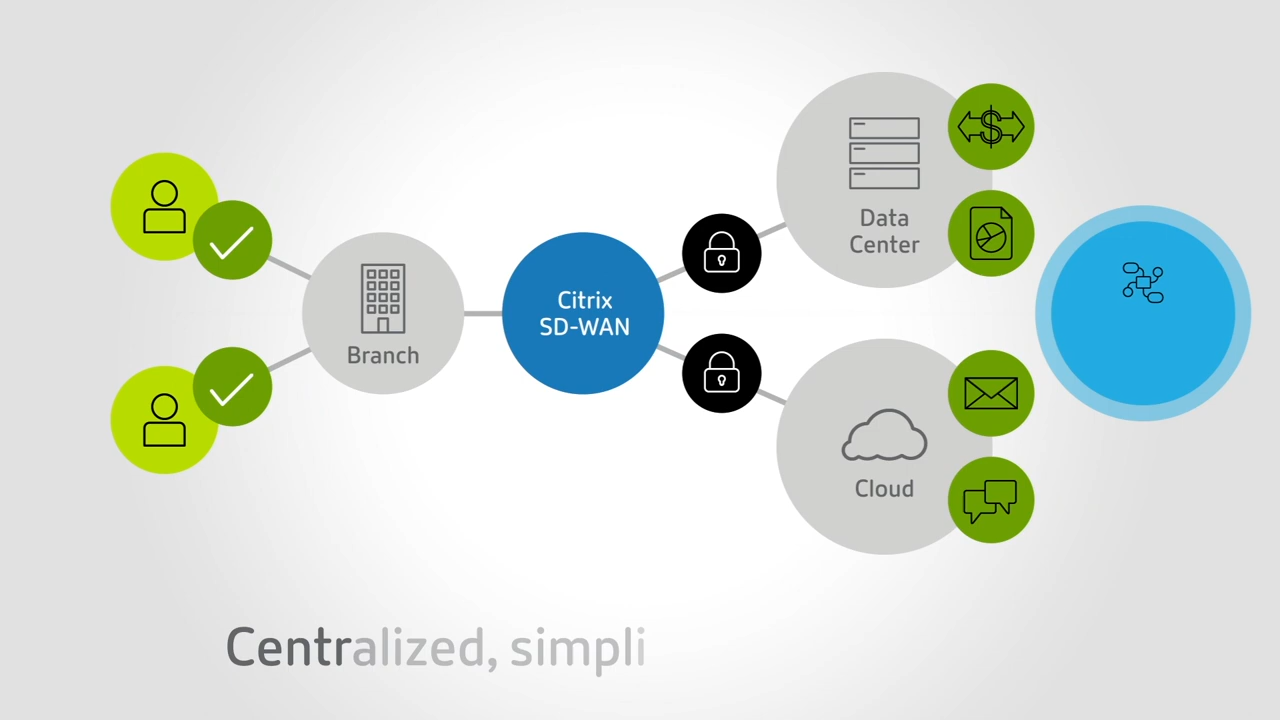 Data
Center
Citrix
SD-WAN
Branch
Cloud
Centralized, simpli